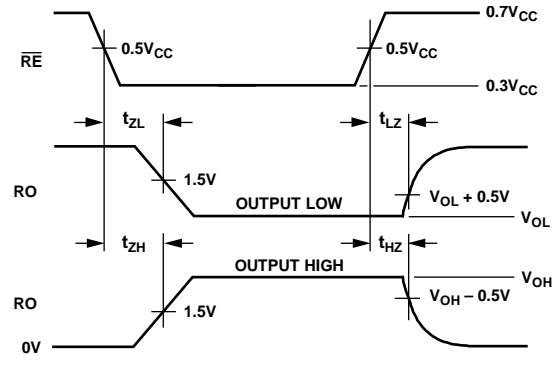 0.7VCC
RE
0.5VCC
0.5VCC
0.3VCC
tZL
tLZ
RO
1.5V
OUTPUT LOW
VOL + 0.5V
VOL
tZH
tHZ
OUTPUT HIGH
VOH
RO
1.5V
VOH – 0.5V
0V